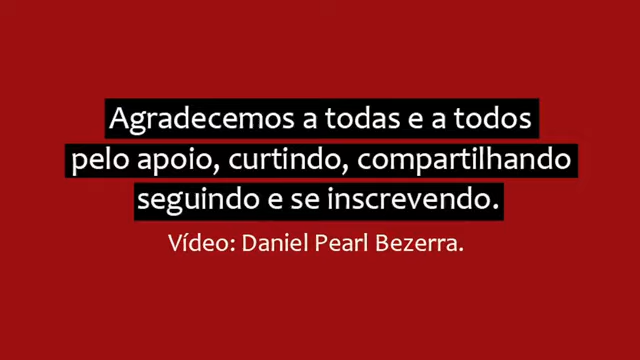 Agradecemos a todas e a todos
pelo apoio, curtindo, compartilhando
seguindo e se inscrevendo.
Vídeo: Daniel Pearl Bezerra.